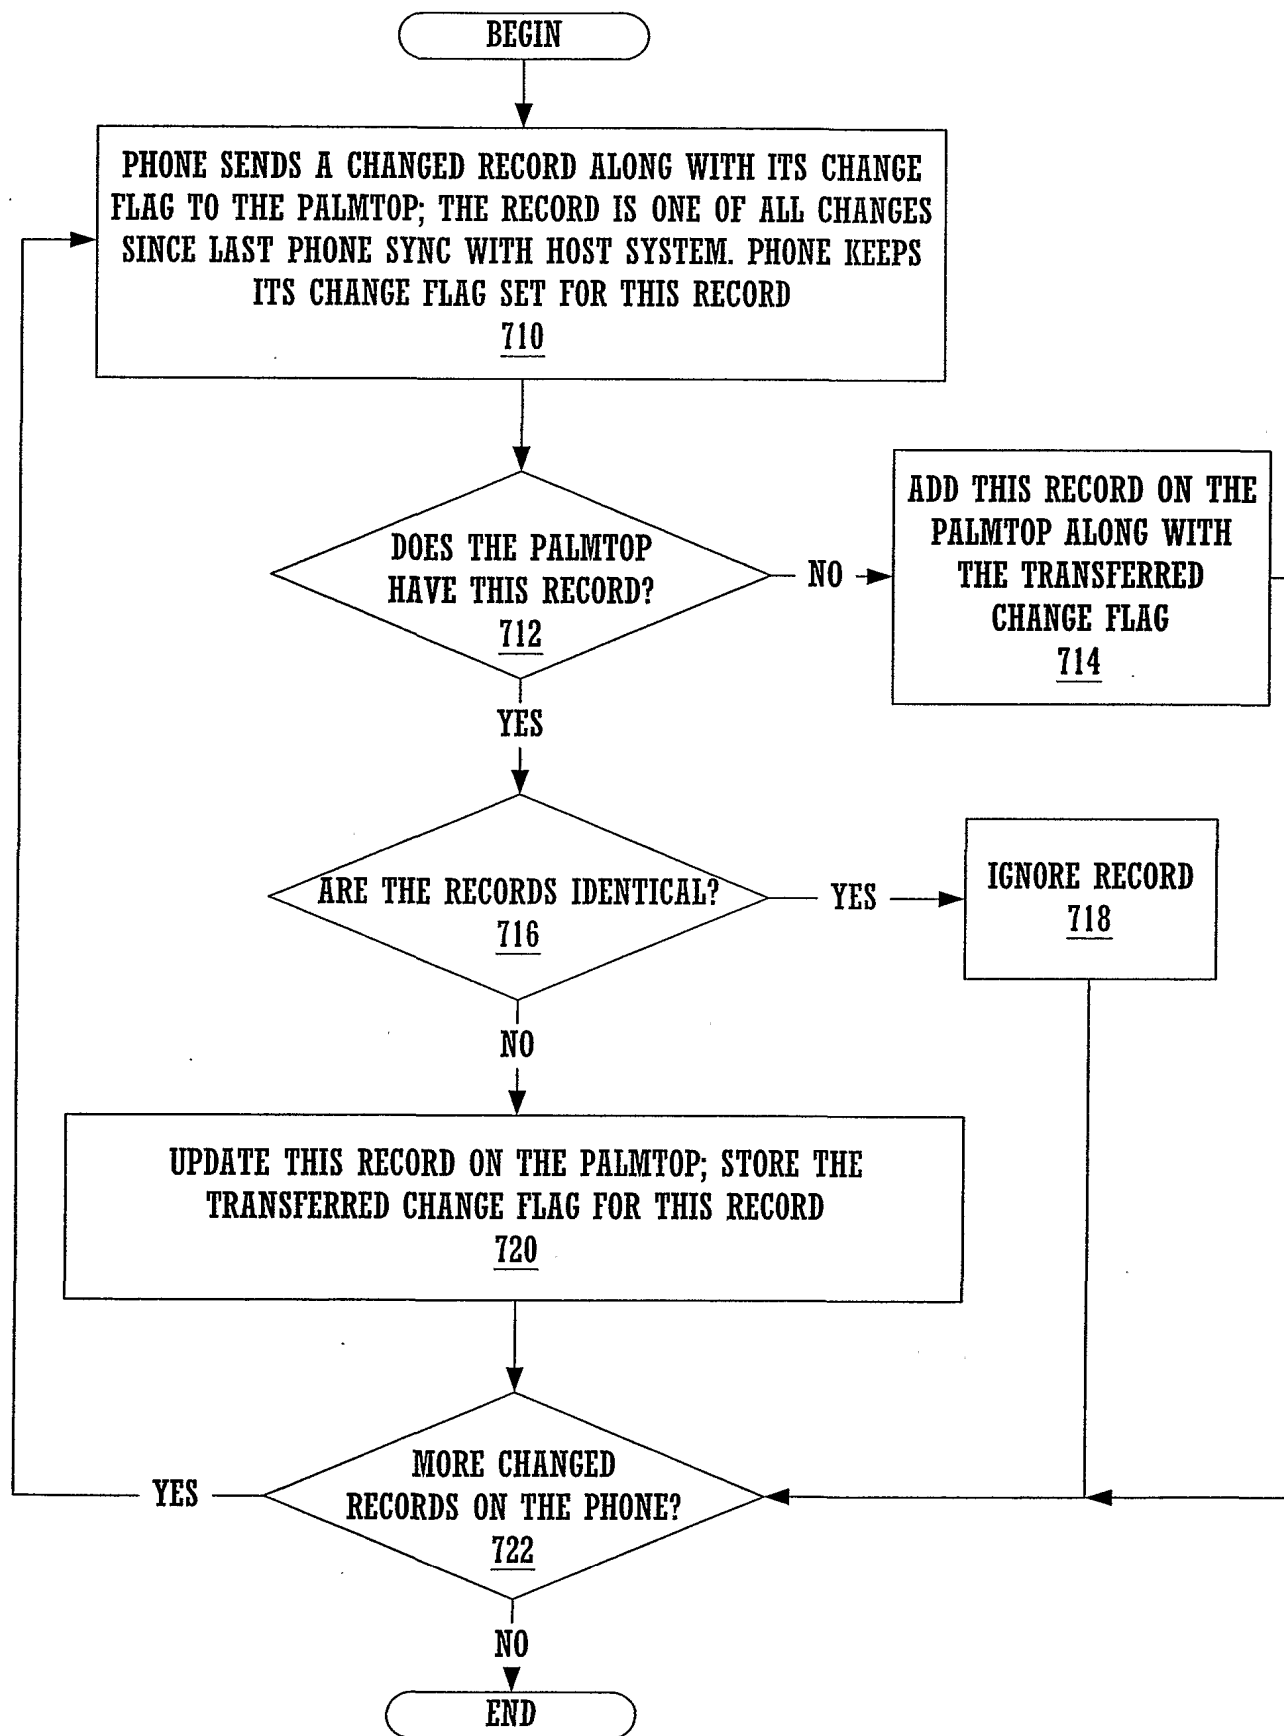 BEGIN
PHONE SENDS A CHANGED RECORD ALONG WITH ITS CHANGE
FLAG TO THE PALMTOP; THE RECORD IS ONE OF ALL CHANGES
SINCE LAST PHONE SYNC WITH HOST SYSTEM. PHONE KEEPS
ITS CHANGE FLAG SET FOR THIS RECORD
710
DOES THE PALMTOP
HAVE THIS RECORD?
712
NO
ADD THIS RECORD ON THE
PALMTOP ALONG WITH
THE TRANSFERRED
CHANGE FLAG
714
YES
ARE THE RECORDS IDENTICAL?
716
YES
IGNORE RECORD
718
NO
UPDATE THIS RECORD ON THE PALMTOP; STORE THE
TRANSFERRED CHANGE FLAG FOR THIS RECORD
720
MORE CHANGED
RECORDS ON THE PHONE?
722
YES
NO
END